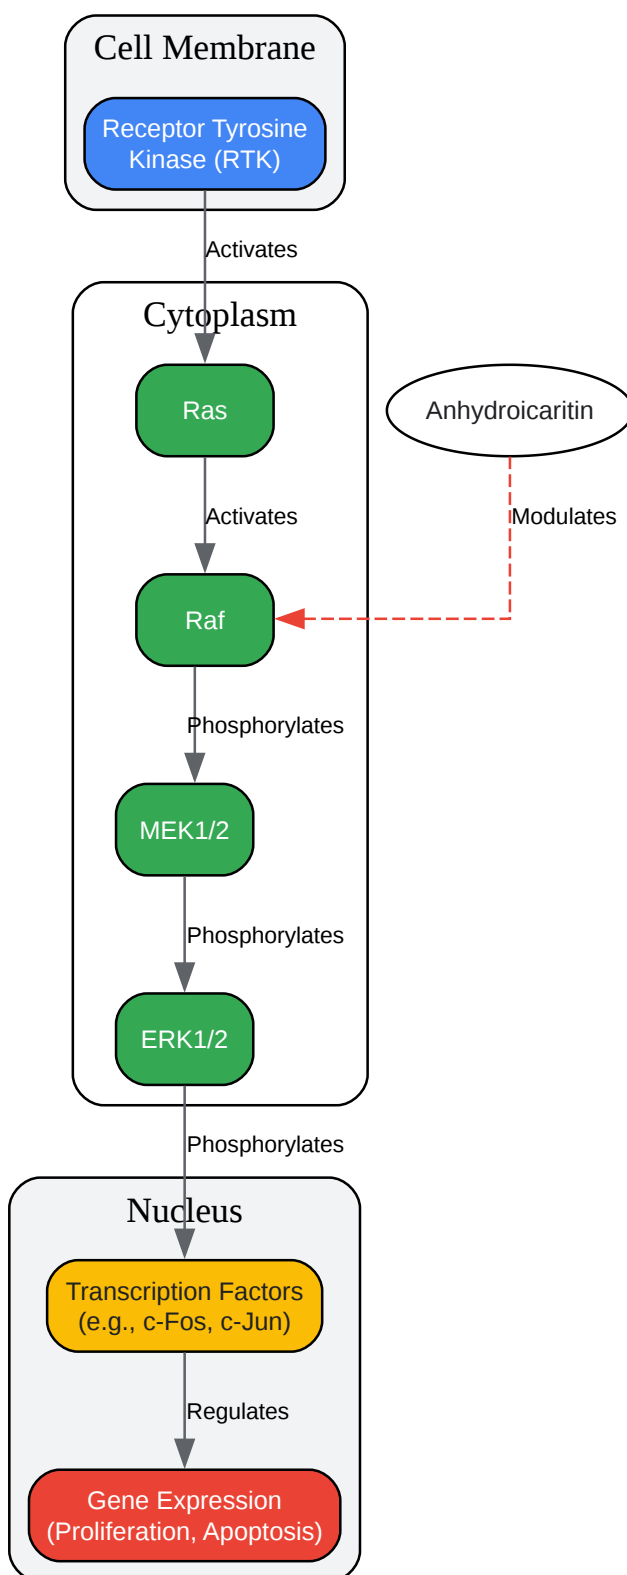 Cell Membrane
Receptor Tyrosine
Kinase (RTK)
Activates
Cytoplasm
Ras
Anhydroicaritin
Activates
Modulates
Raf
Phosphorylates
MEK1/2
Phosphorylates
ERK1/2
Phosphorylates
Nucleus
Transcription Factors
(e.g., c-Fos, c-Jun)
Regulates
Gene Expression
(Proliferation, Apoptosis)